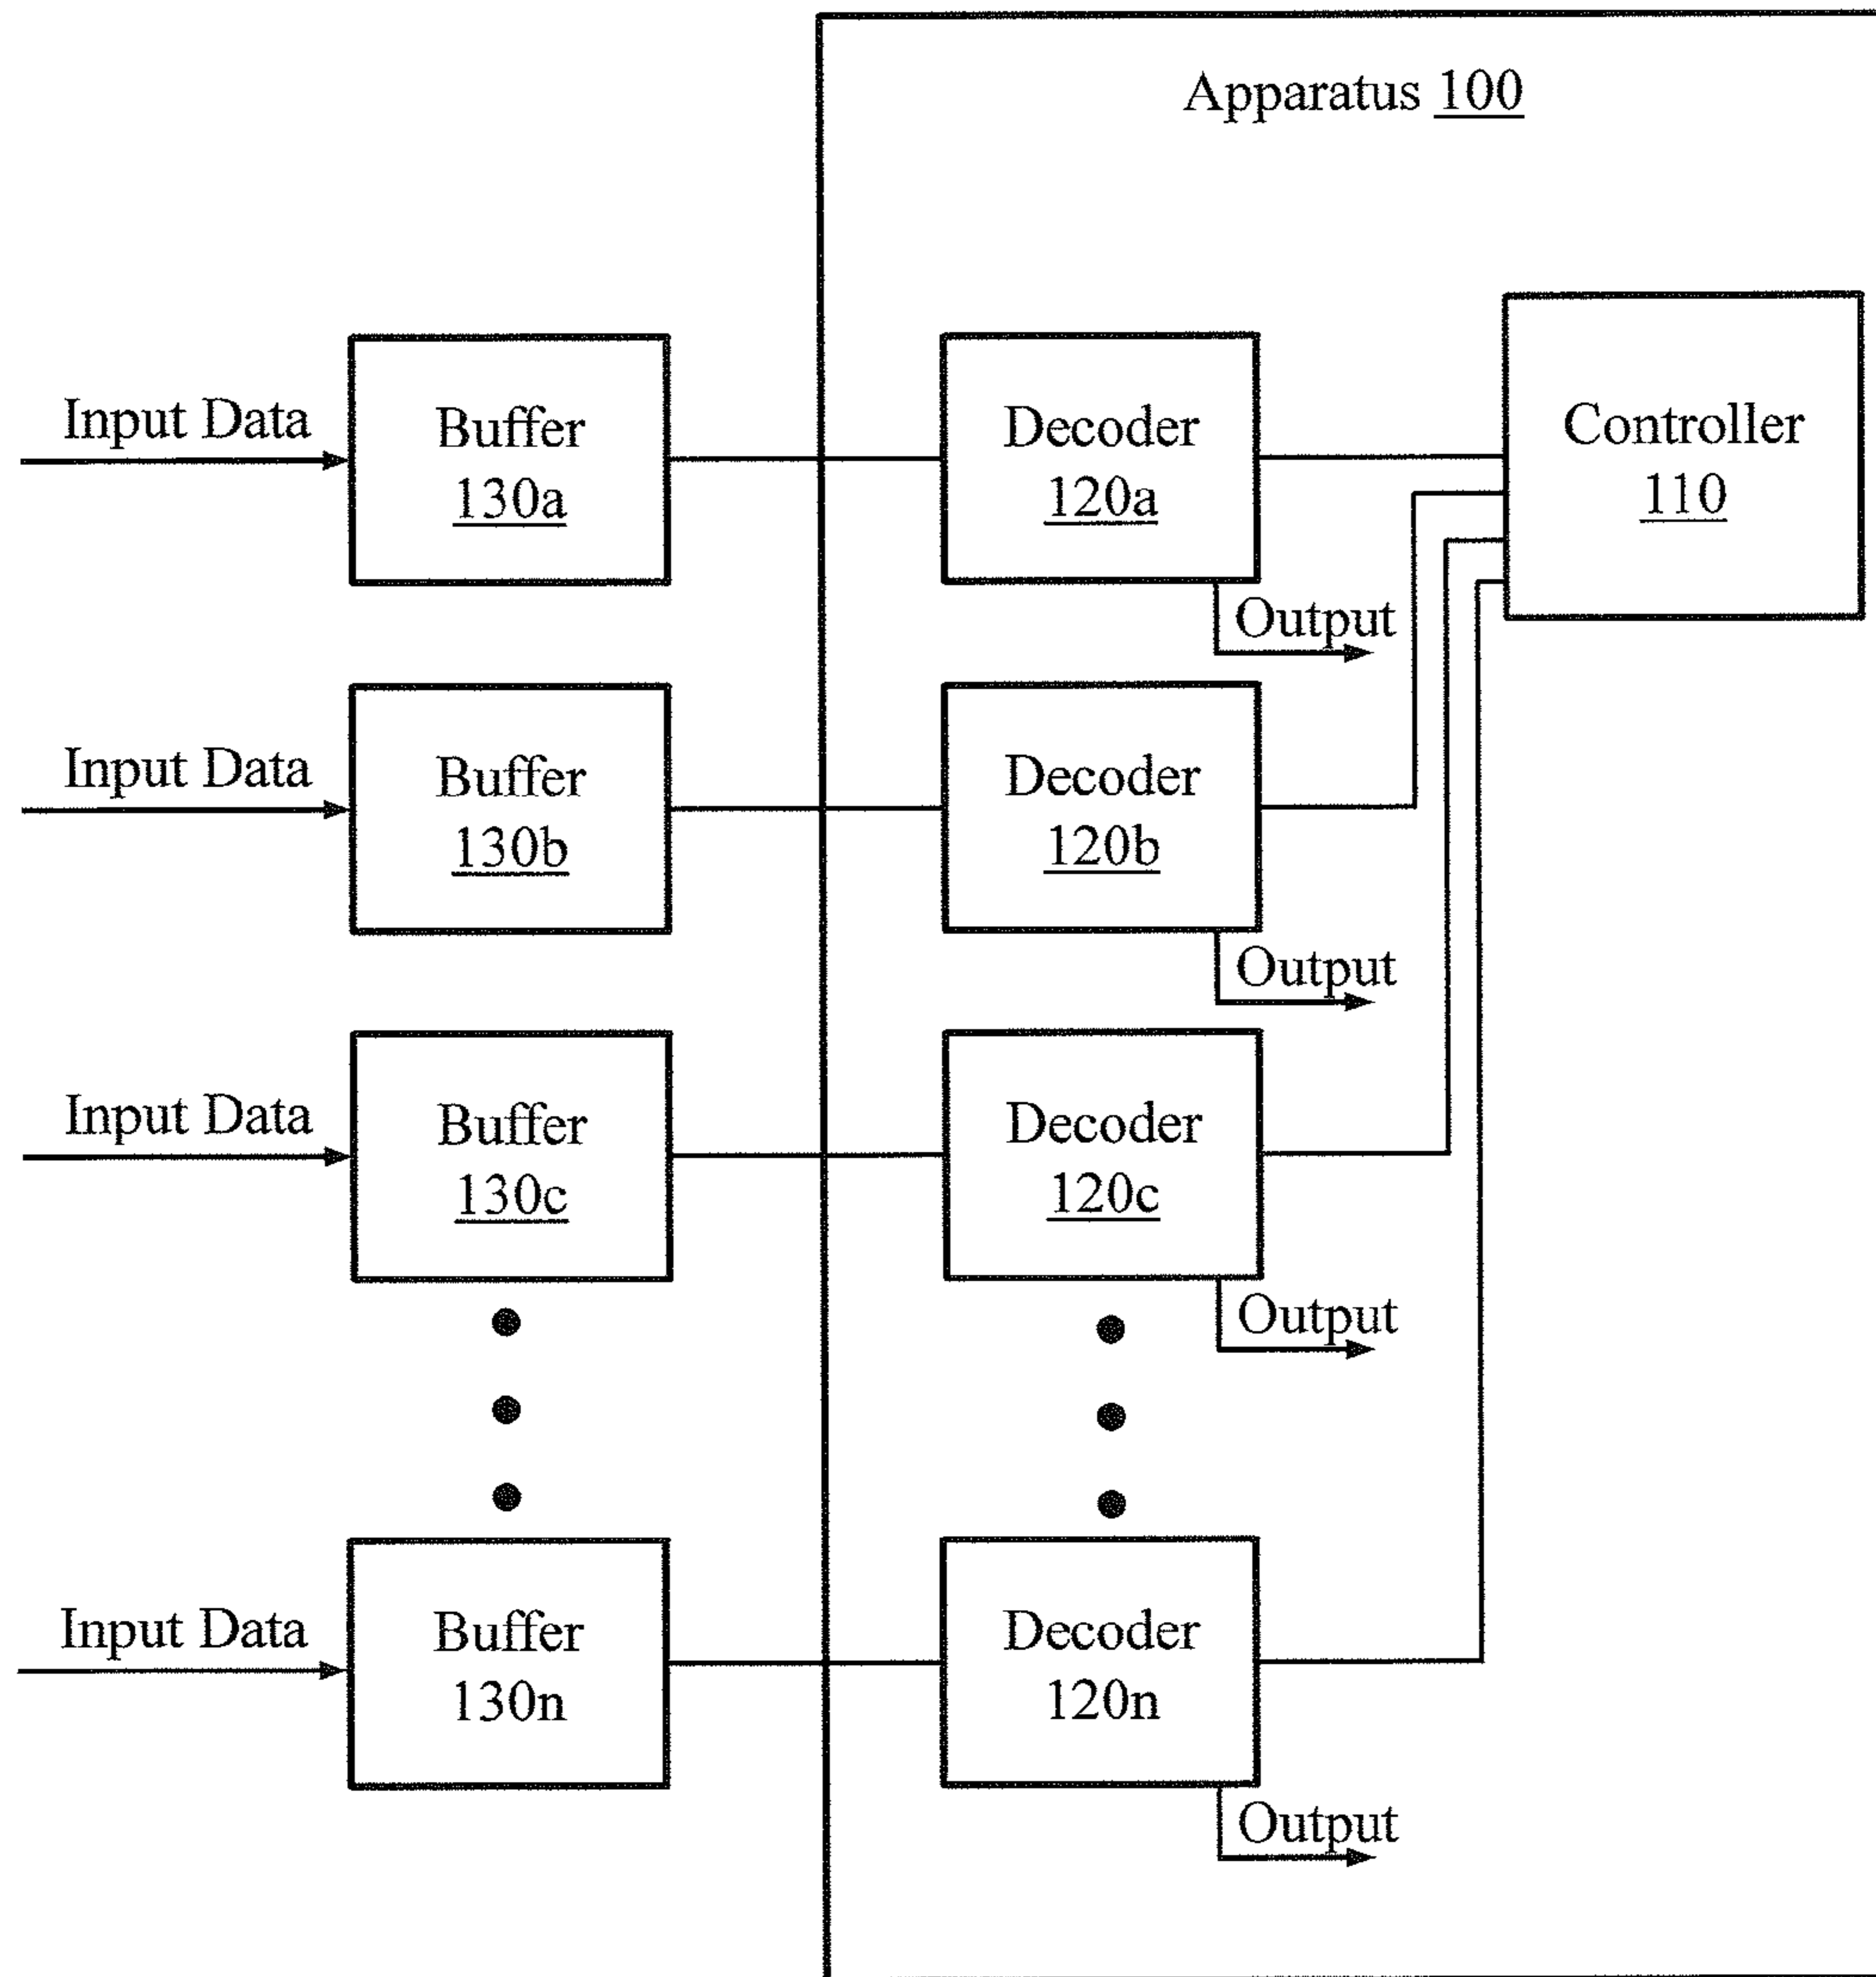 Apparatus 100
Input Data
Buffer
130a
Decoder
120a
Controller
110
Output
Input Data
Buffer
130b
Decoder
120b
Output
Input Data
Buffer
130c
Decoder
120c
Output
Input Data
Buffer
130n
Decoder
120n
Output